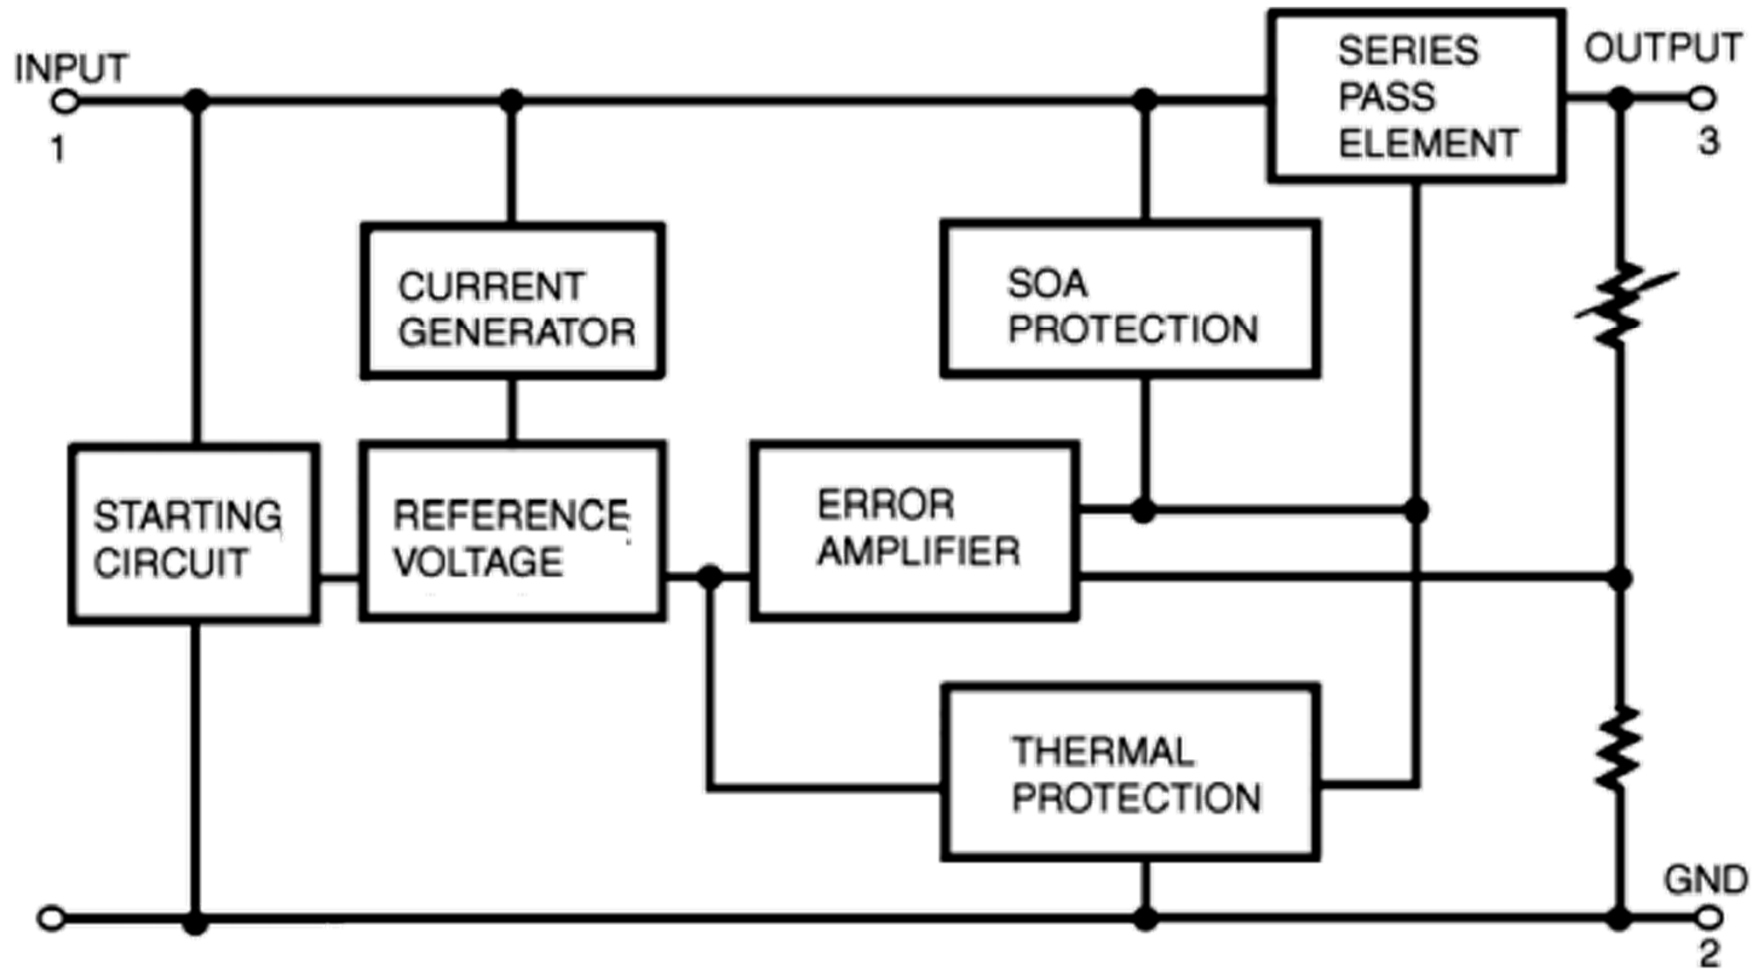 INPUT
1
SERIES
PASS
ELEMENT
OUTPUT
3
CURRENT
GENERATOR
SOA
PROTECTION
STARTING
CIRCUIT
REFERENCE
VOLTAGE
ERROR
AMPLIFIER
THERMAL
PROTECTION
GND
2